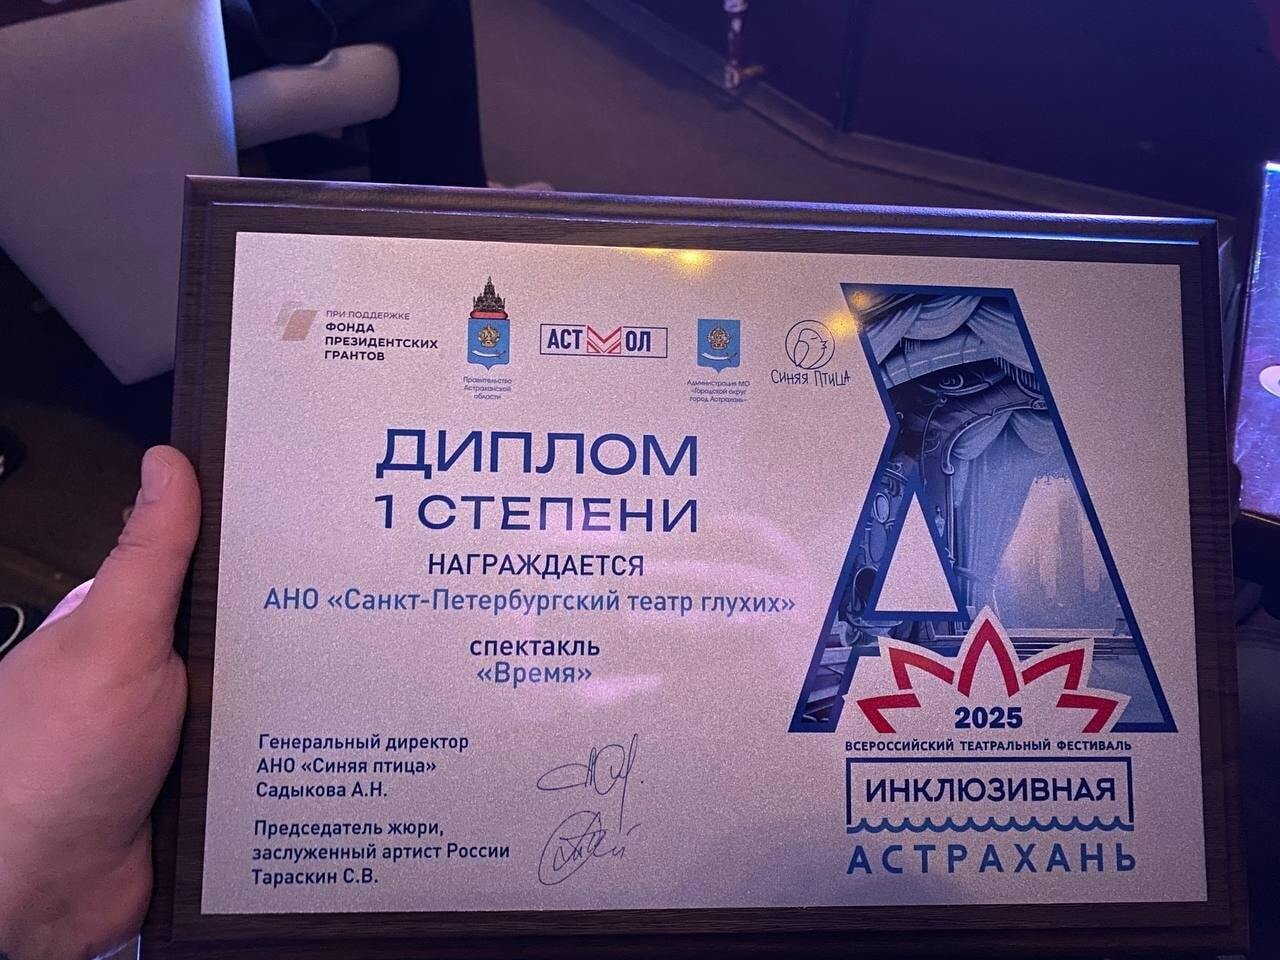 ПРИ ПОДДЕРЖКЕ
ФОНДА
ПРЕЗИДЕНТСКИХ
ГРАНТОВ
Правительство
Астраханской
области
АСТ МОЛ
Администрация МО
«Городской округ
город Астрахань»
СИНЯЯ ПТИЦА
ДИПЛОМ
1 СТЕПЕНИ
НАГРАЖДАЕТСЯ
АНО «Санкт-Петербургский театр глухих»
спектакль
«Время»
Генеральный директор
АНО «Синяя птица»
Садыкова А.Н.
Председатель жюри,
заслуженный артист России
Тараскин С.В.
2025
ВСЕРОССИЙСКИЙ ТЕАТРАЛЬНЫЙ ФЕСТИВАЛЬ
ИНКЛЮЗИВНАЯ
АСТРАХАНЬ